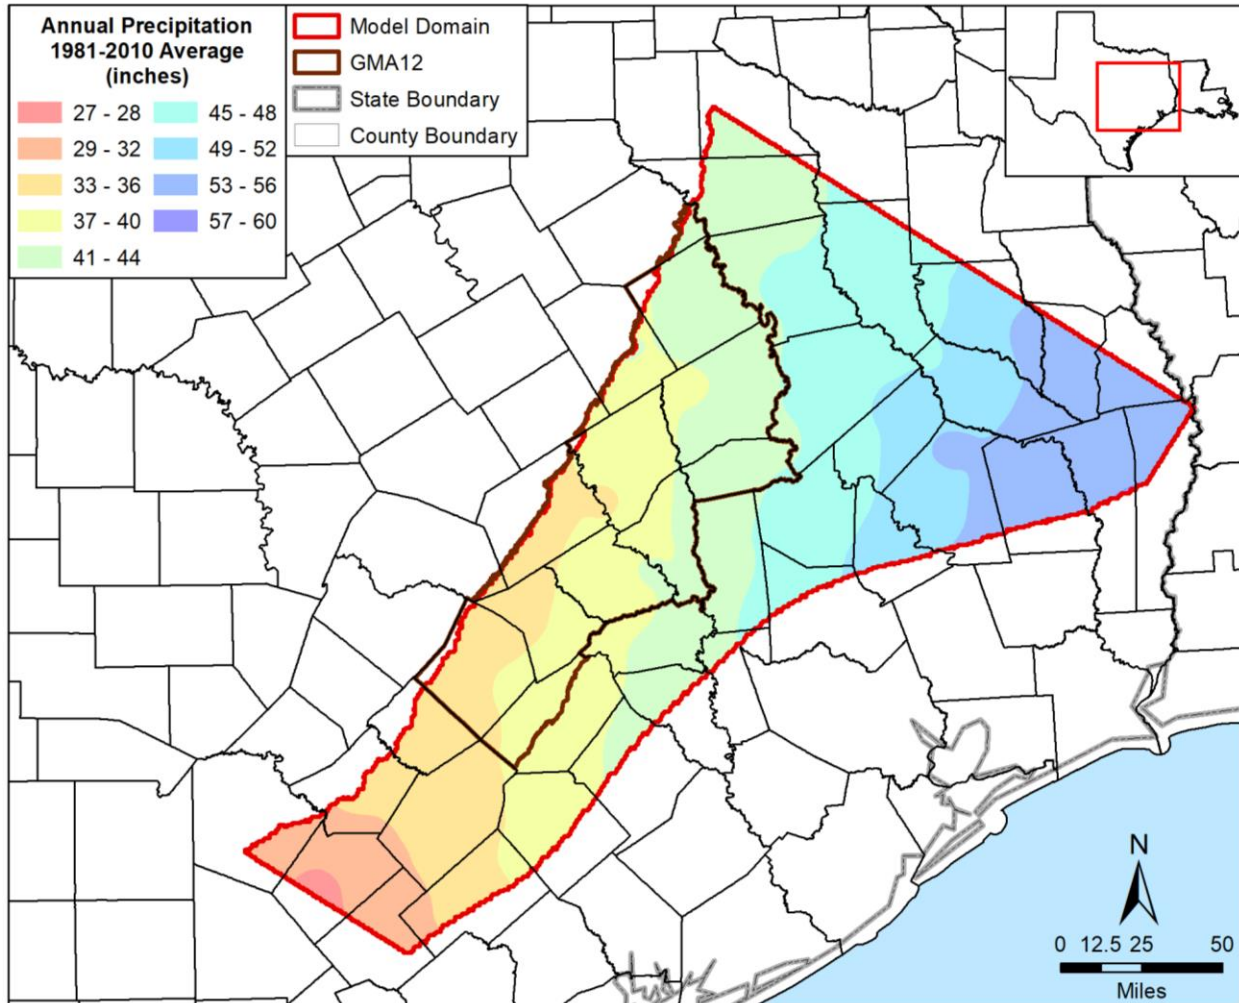 Annual Precipitation
1981-2010 Average
(inches)
27 - 28
29 - 32
33 - 36
37 - 40
41 - 44
45 - 48
49 - 52
53 - 56
57 - 60
Model Domain
GMA12
State Boundary
County Boundary
N
0 12.5 25 50
Miles